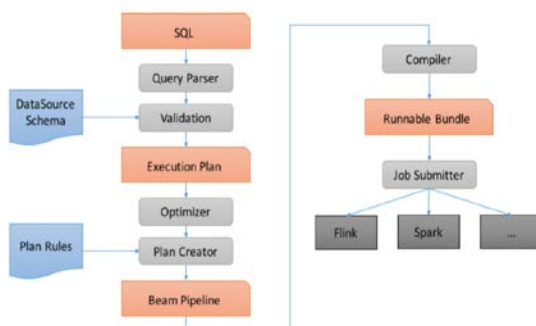 SQL
Query Parser
DataSource
Schema
Validation
Execution Plan
Optimizer
Plan Rules
Plan Creator
Beam Pipeline
Compiler
Runnable Bundle
Job Submitter
Flink
Spark
...